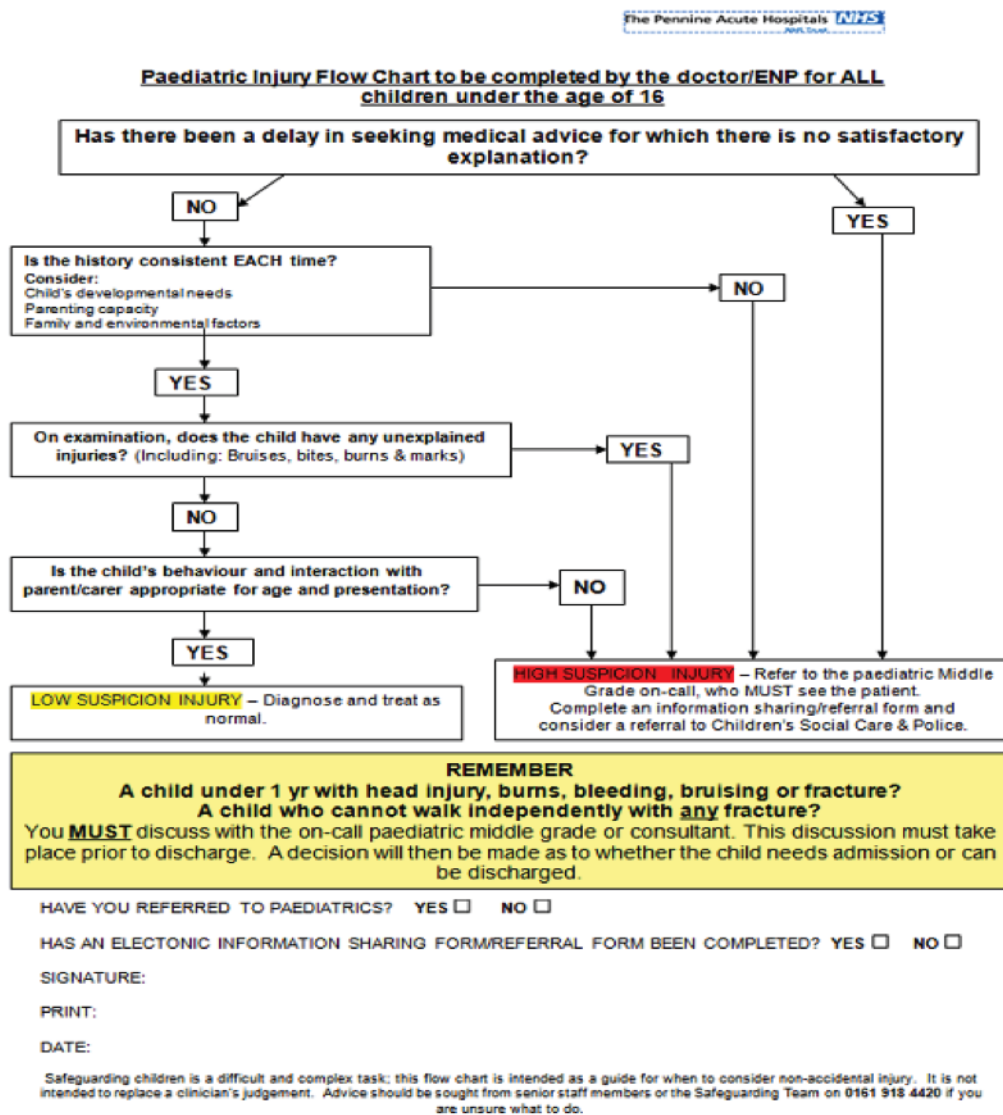 The Pennine Acute Hospitals NHS
NHS Trust
Paediatric Injury Flow Chart to be completed by the doctor/ENP for ALL
children under the age of 16
Has there been a delay in seeking medical advice for which there is no satisfactory
explanation?
NO
YES
Is the history consistent EACH time?
Consider:
Child's developmental needs
Parenting capacity
Family and environmental factors
NO
YES
On examination, does the child have any unexplained
injuries? (Including: Bruises, bites, burns & marks)
YES
NO
Is the child's behaviour and interaction with
parent/carer appropriate for age and presentation?
NO
YES
LOW SUSPICION INJURY – Diagnose and treat as
normal.
HIGH SUSPICION INJURY – Refer to the paediatric Middle
Grade on-call, who MUST see the patient.
Complete an information sharing/referral form and
consider a referral to Children's Social Care & Police.
REMEMBER
A child under 1 yr with head injury, burns, bleeding, bruising or fracture?
A child who cannot walk independently with any fracture?
You MUST discuss with the on-call paediatric middle grade or consultant. This discussion must take
place prior to discharge. A decision will then be made as to whether the child needs admission or can
be discharged.
HAVE YOU REFERRED TO PAEDIATRICS? YES ☐ NO ☐
HAS AN ELECTONIC INFORMATION SHARING FORM/REFERRAL FORM BEEN COMPLETED? YES ☐ NO ☐
SIGNATURE:
PRINT:
DATE:
Safeguarding children is a difficult and complex task; this flow chart is intended as a guide for when to consider non-accidental injury. It is not
intended to replace a clinician's judgement. Advice should be sought from senior staff members or the Safeguarding Team on 0161 918 4420 if you
are unsure what to do.